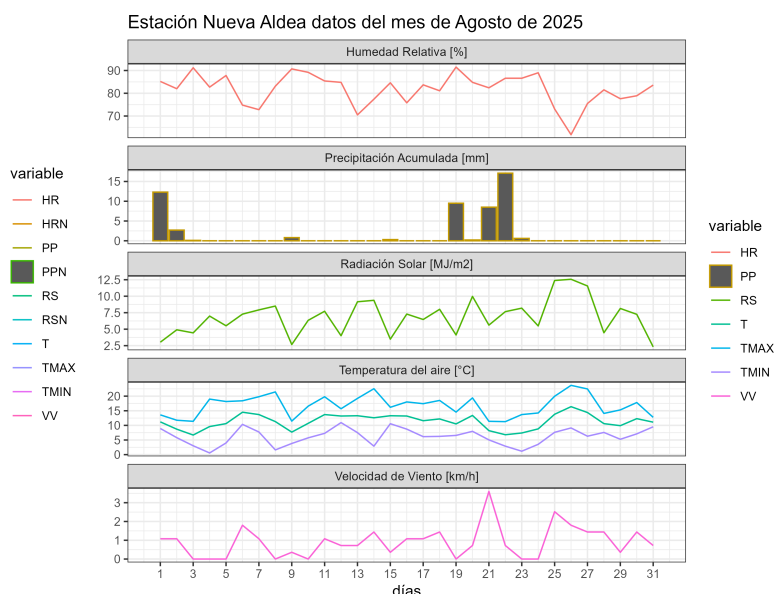 Estación Nueva Aldea datos del mes de Agosto de 2025
Humedad Relativa [%]
90
80
70
Precipitación Acumulada [mm]
15
10
5
0
Radiación Solar [MJ/m2]
12.5
10.0
7.5
5.0
2.5
Temperatura del aire [°C]
20
15
10
5
0
Velocidad de Viento [km/h]
3
2
1
0
1 3 5 7 9 11 13 15 17 19 21 23 25 27 29 31
días
variable
HR
HRN
PP
PPN
RS
RSN
T
TMAX
TMIN
VV
variable
HR
PP
RS
T
TMAX
TMIN
VV